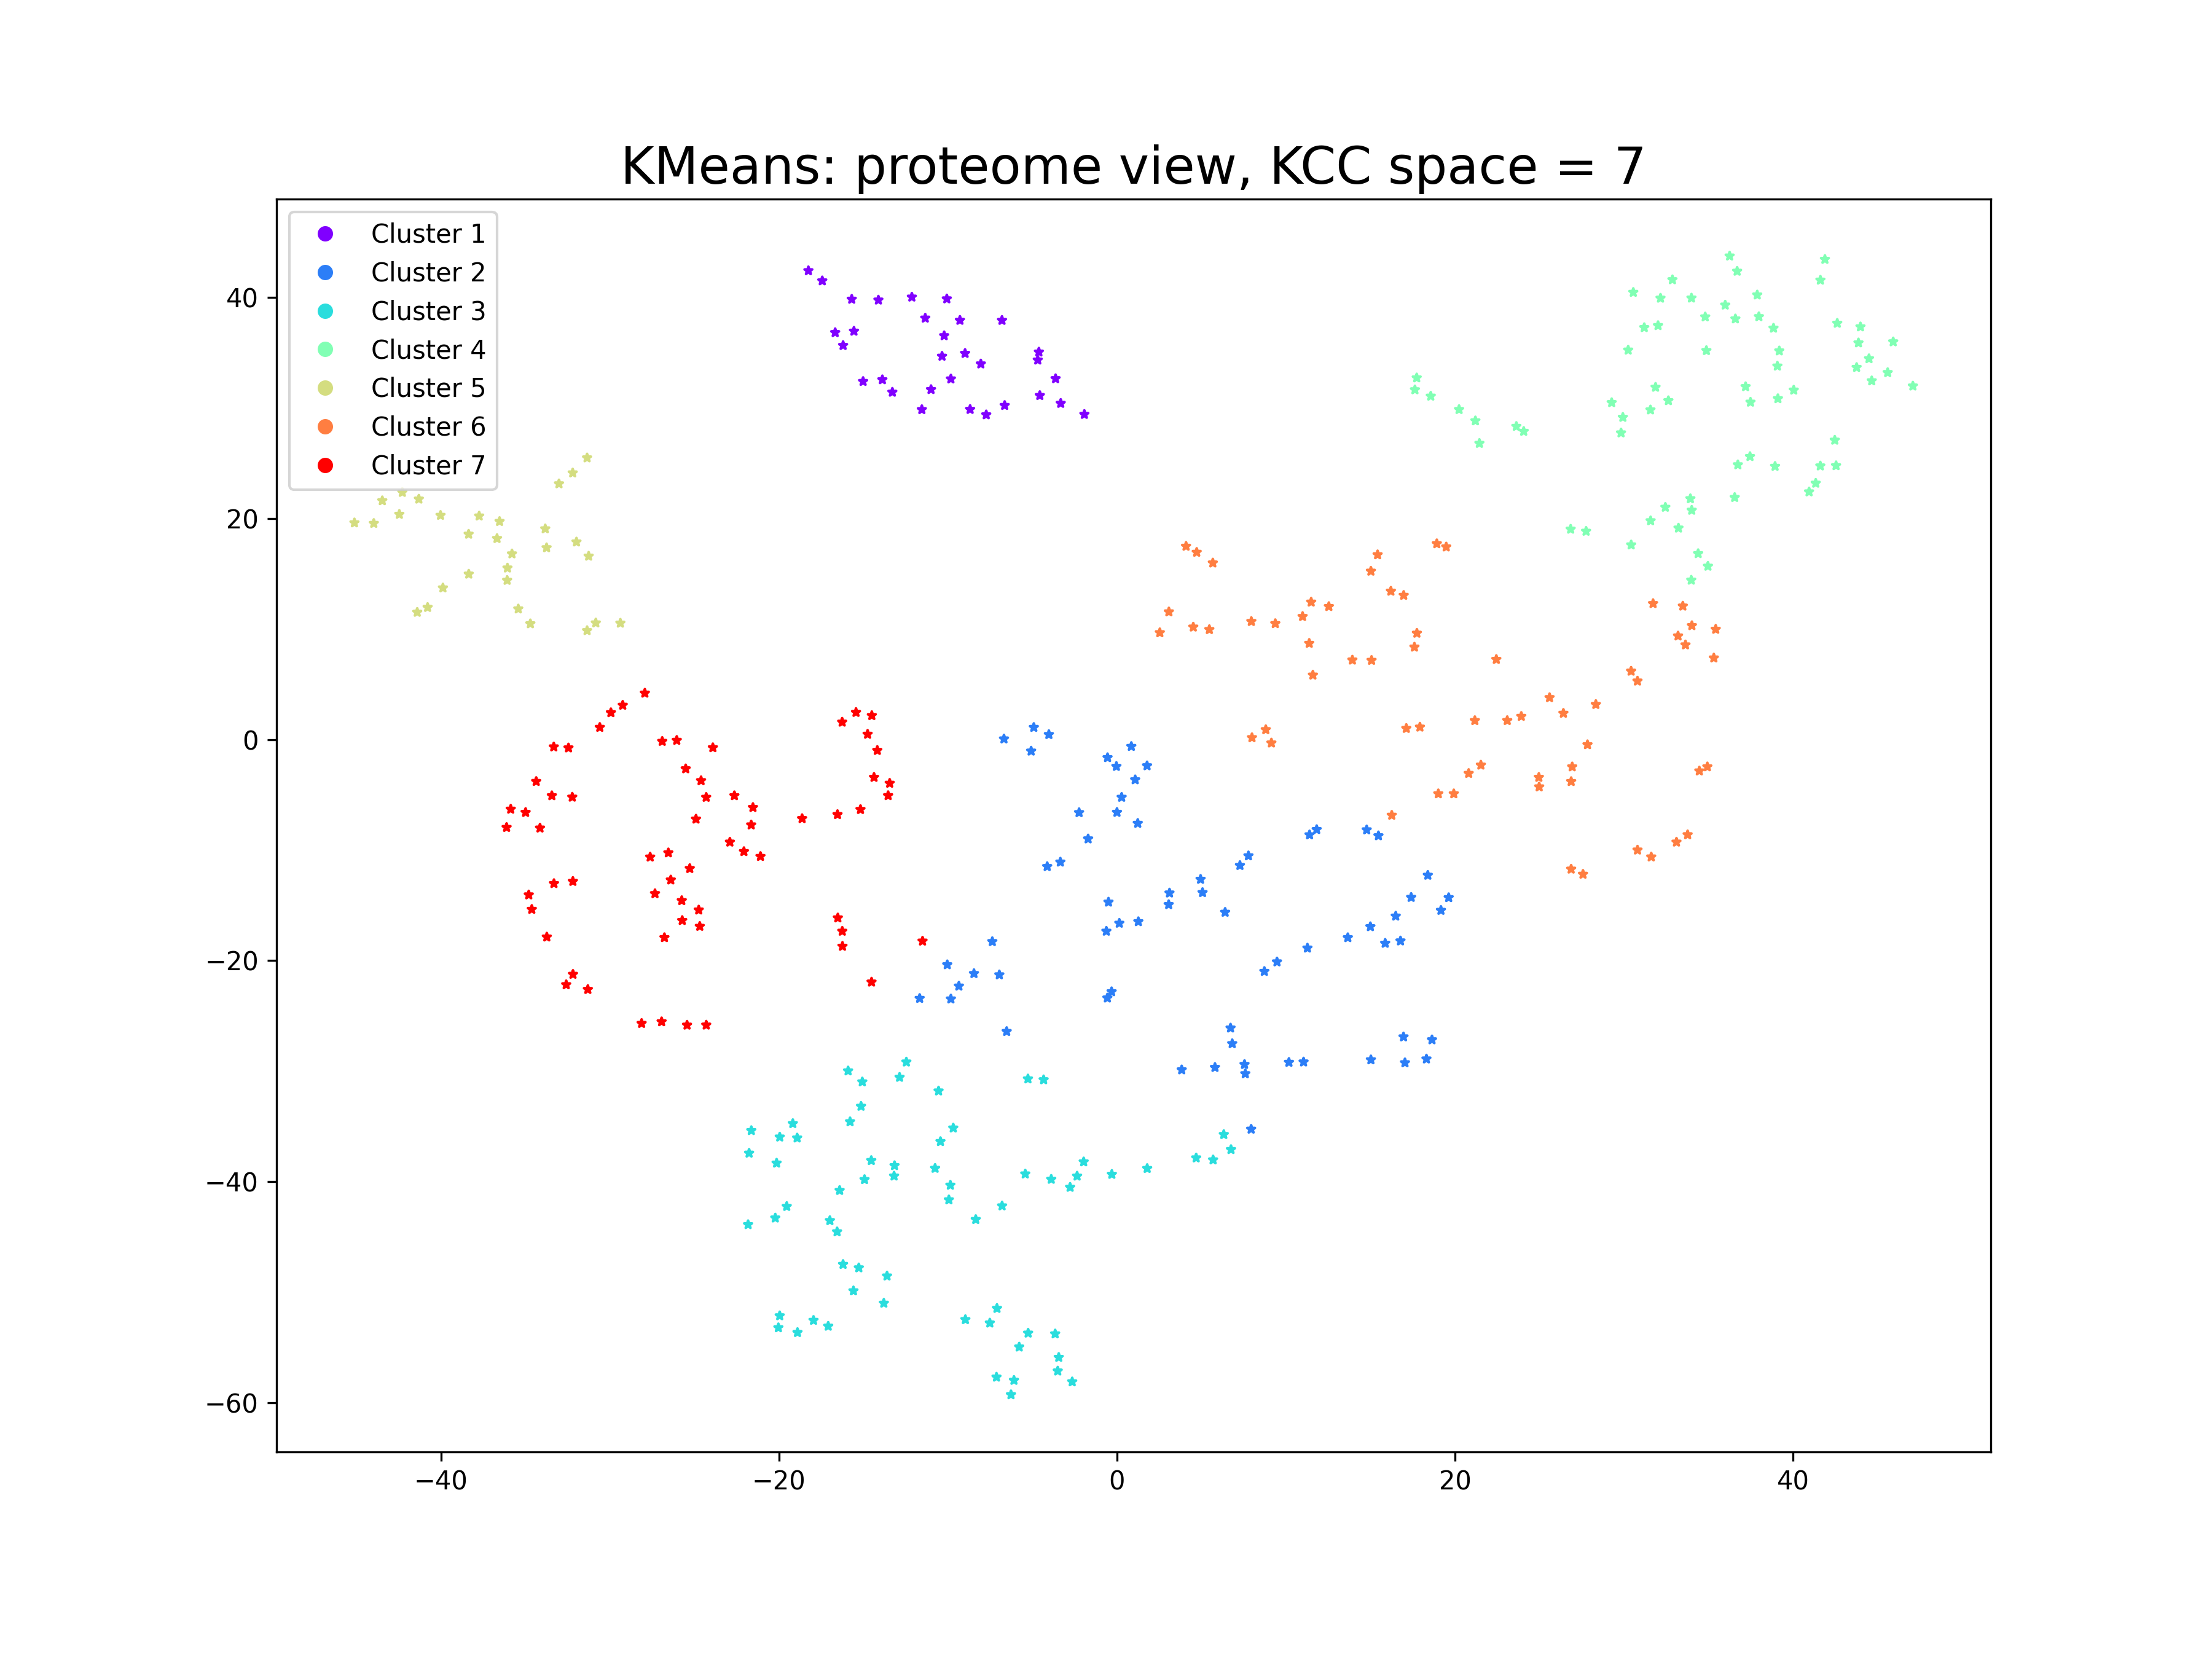 KMeans: proteome view, KCC space = 7
Cluster 1
Cluster 2
Cluster 3
Cluster 4
Cluster 5
Cluster 6
Cluster 7
40
20
0
−20
−40
−60
−40 −20 0 20 40